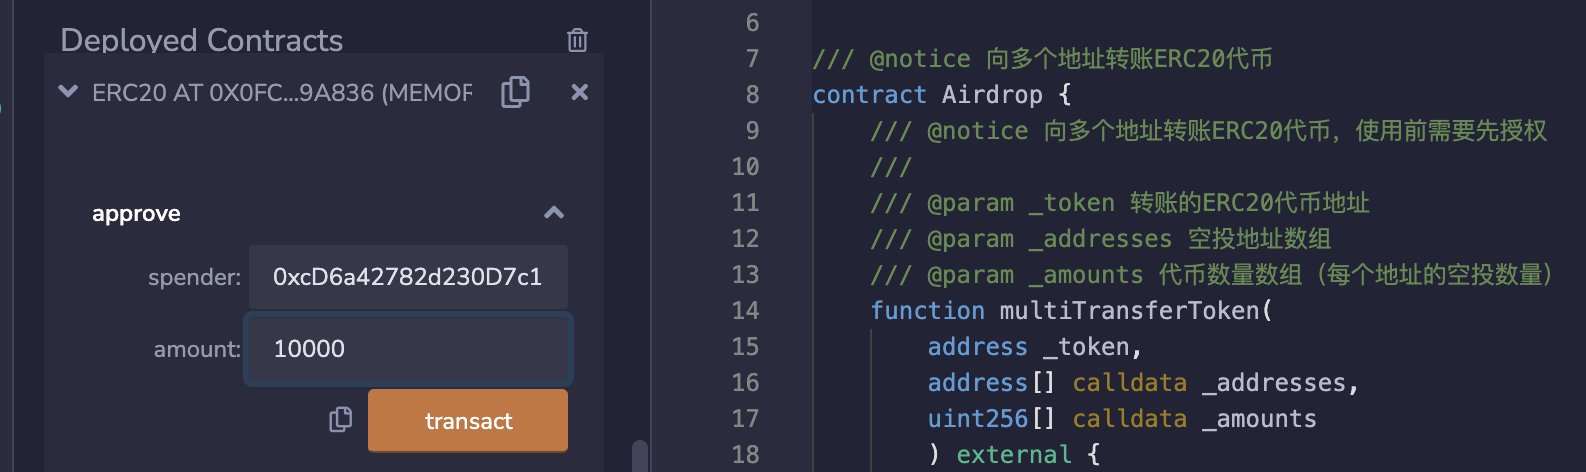 Deployed Contracts
ERC20 AT 0X0FC...9A836 (MEMOR
approve
spender: 0xcD6a42782d230D7c1
amount: 10000
transact
6
7 /// @notice 向多个地址转账ERC20代币
8 contract Airdrop {
9 /// @notice 向多个地址转账ERC20代币，使用前需要先授权
10 ///
11 /// @param _token 转账的ERC20代币地址
12 /// @param _addresses 空投地址数组
13 /// @param _amounts 代币数量数组（每个地址的空投数量）
14 function multiTransferToken(
15 address _token,
16 address[] calldata _addresses,
17 uint256[] calldata _amounts
18 ) external {